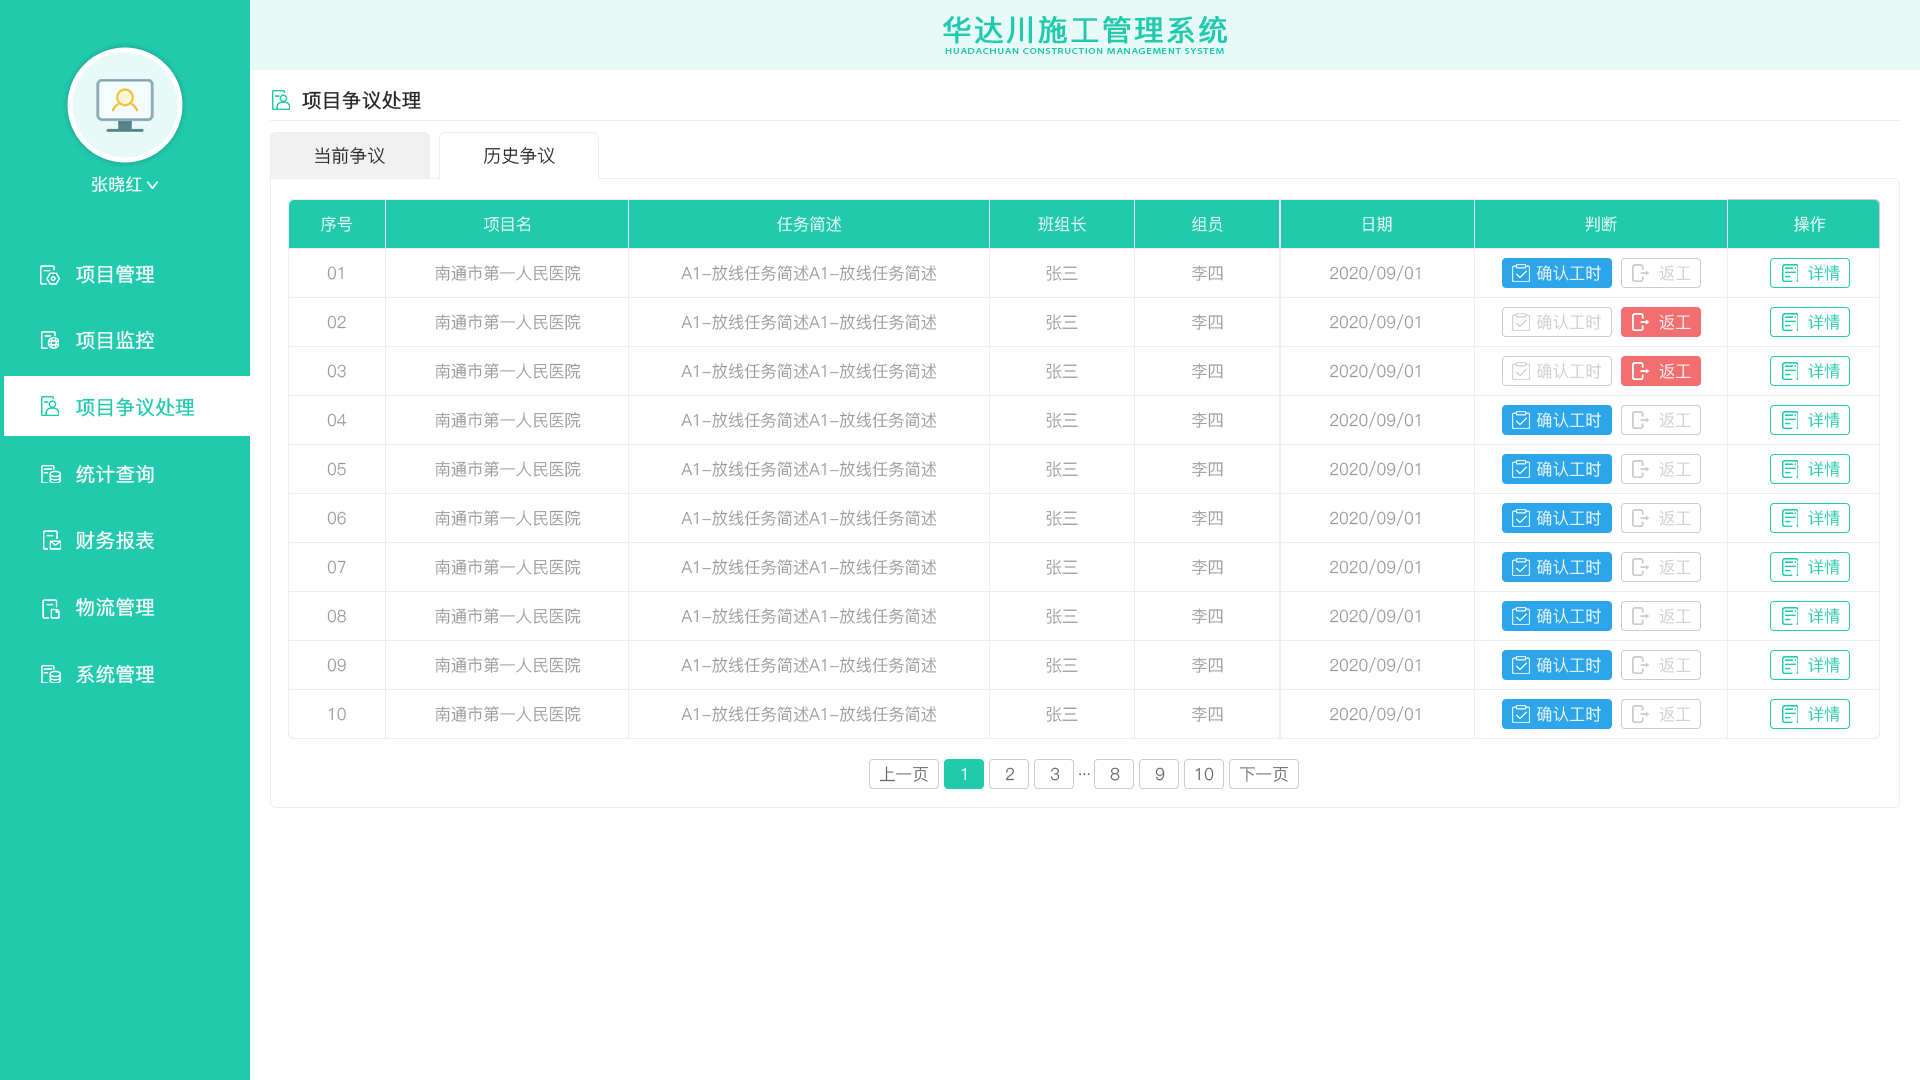 华达川施工管理系统
HUADACHUAN CONSTRUCTION MANAGEMENT SYSTEM
张晓红
项目管理
项目监控
项目争议处理
统计查询
财务报表
物流管理
系统管理
项目争议处理
当前争议 历史争议
序号 项目名 任务简述 班组长 组员 日期 判断 操作
01 南通市第一人民医院 A1-放线任务简述A1-放线任务简述 张三 李四 2020/09/01 确认工时 返工 详情
02 南通市第一人民医院 A1-放线任务简述A1-放线任务简述 张三 李四 2020/09/01 确认工时 返工 详情
03 南通市第一人民医院 A1-放线任务简述A1-放线任务简述 张三 李四 2020/09/01 确认工时 返工 详情
04 南通市第一人民医院 A1-放线任务简述A1-放线任务简述 张三 李四 2020/09/01 确认工时 返工 详情
05 南通市第一人民医院 A1-放线任务简述A1-放线任务简述 张三 李四 2020/09/01 确认工时 返工 详情
06 南通市第一人民医院 A1-放线任务简述A1-放线任务简述 张三 李四 2020/09/01 确认工时 返工 详情
07 南通市第一人民医院 A1-放线任务简述A1-放线任务简述 张三 李四 2020/09/01 确认工时 返工 详情
08 南通市第一人民医院 A1-放线任务简述A1-放线任务简述 张三 李四 2020/09/01 确认工时 返工 详情
09 南通市第一人民医院 A1-放线任务简述A1-放线任务简述 张三 李四 2020/09/01 确认工时 返工 详情
10 南通市第一人民医院 A1-放线任务简述A1-放线任务简述 张三 李四 2020/09/01 确认工时 返工 详情
上一页 1 2 3 ··· 8 9 10 下一页